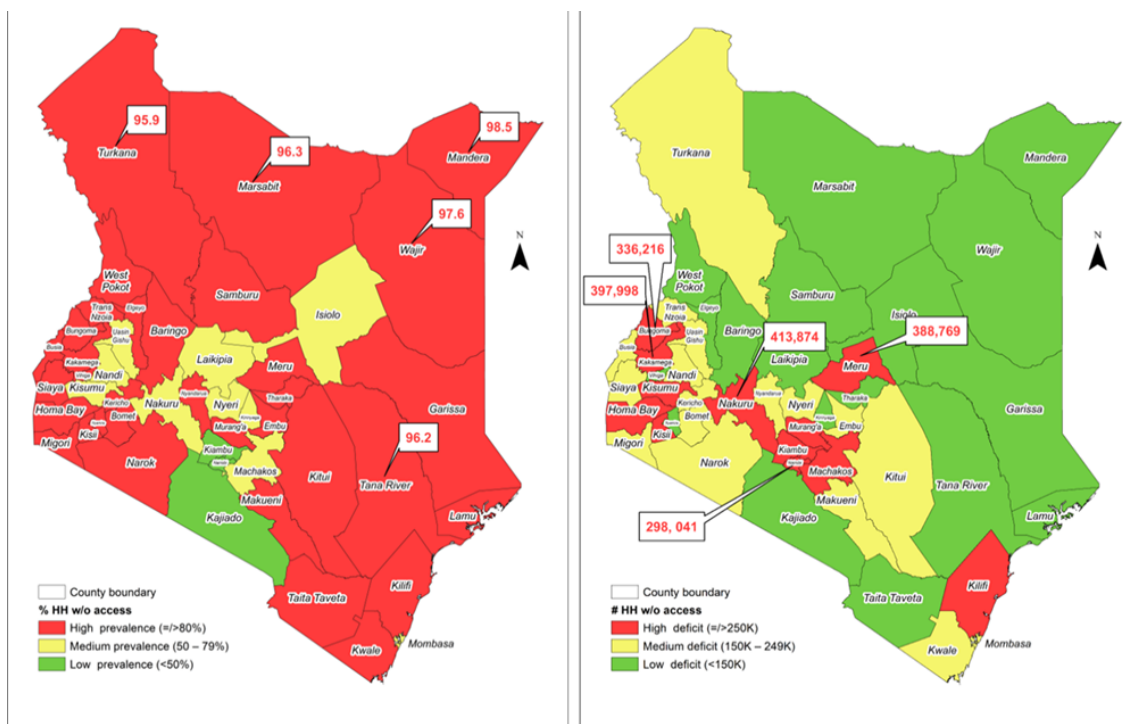 95.9
98.5
Turkana
96.3
Mandera
Marsabit
97.6
Wajir
N
West
Pokot
Samburu
Isiolo
Trans
Nzoia
Elgeyo
Bungoma
Baringo
Uasin
Gishu
Busia
Laikipia
Kakamega
Meru
Vihiga
Nandi
Siaya
Kisumu
Nyandarua
Tharaka
Garissa
Nakuru
Nyeri
Homa Bay
Kericho
Kirinyaga
Bomet
Embu
Murang'a
Migori
Kisii
96.2
Kiambu
Narok
Machakos
Kitui
Tana River
Makueni
Kajiado
Lamu
Kilifi
Taita Taveta
Mombasa
Kwale
County boundary
% HH w/o access
High prevalence (=/>80%)
Medium prevalence (50 – 79%)
Low prevalence (<50%)
Turkana
Mandera
Marsabit
336,216
Wajir
N
397,998
West
Pokot
Samburu
Trans
Nzoia
Elgeyo
Isiolo
Bungoma
Baringo
413,874
388,769
Uasin
Gishu
Busia
Laikipia
Kakamega
Meru
Vihiga
Nandi
Siaya
Kisumu
Tharaka
Garissa
Nyandarua
Nakuru
Nyeri
Homa Bay
Kericho
Kirinyaga
Bomet
Embu
Murang'a
Migori
Kisii
Kiambu
Narok
Machakos
Kitui
Tana River
Makueni
298, 041
Kajiado
Lamu
Kilifi
Taita Taveta
Mombasa
Kwale
County boundary
# HH w/o access
High deficit (=/>250K)
Medium deficit (150K – 249K)
Low deficit (<150K)